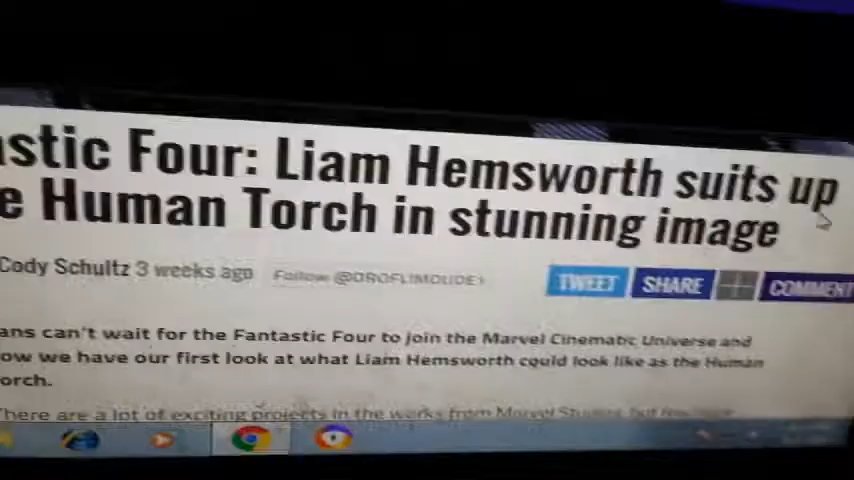 astic Four: Liam Hemsworth suits up
e Human Torch in stunning image
Cody Schultz 3 weeks ago
Follow
TWEET
SHARE
COMMENT
ans can't wait for the Fantastic Four to join the Marvel Cinematic Universe and
ow we have our first look at what Liam Hemsworth could look like as the Human
orch.
There are a lot of exciting projects in the works from Marvel Studios, but